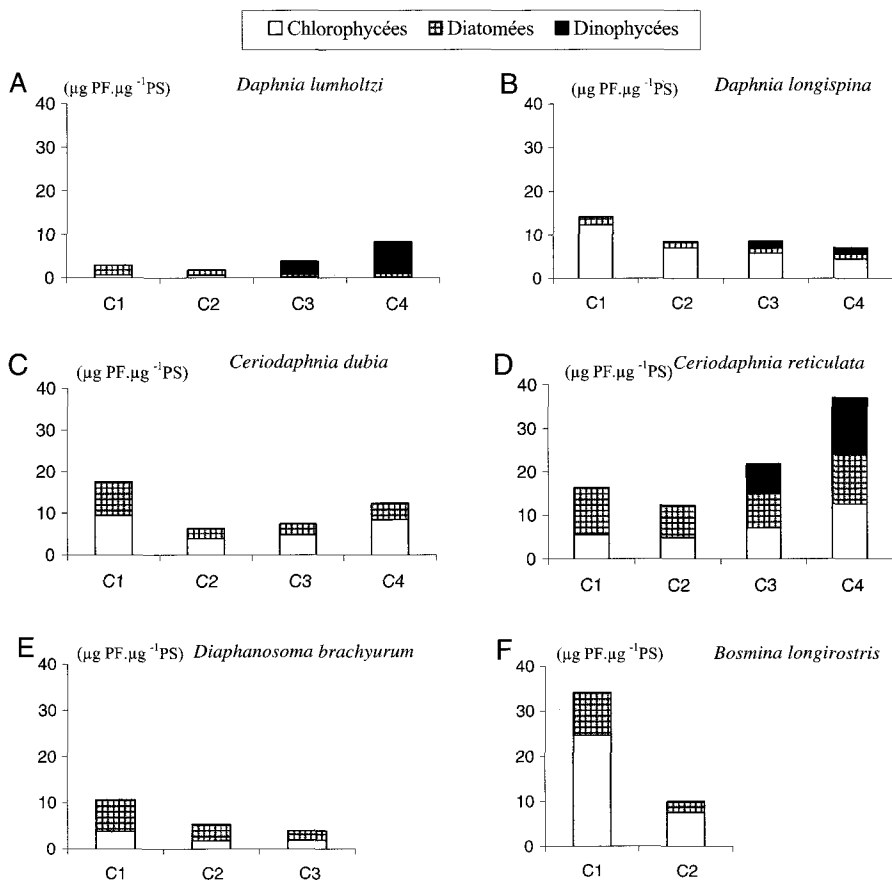 Chlorophycées Diatomées Dinophycées
A (µg PF.µg -1PS) Daphnia lumholtzi
40
30
20
10
0
C1 C2 C3 C4
B (µg PF.µg -1PS) Daphnia longispina
40
30
20
10
0
C1 C2 C3 C4
C (µg PF.µg -1PS) Ceriodaphnia dubia
40
30
20
10
0
C1 C2 C3 C4
D (µg PF.µg -1PS) Ceriodaphnia reticulata
40
30
20
10
0
C1 C2 C3 C4
E (µg PF.µg -1PS) Diaphanosoma brachyurum
40
30
20
10
0
C1 C2 C3
F (µg PF.µg -1PS) Bosmina longirostris
40
30
20
10
0
C1 C2